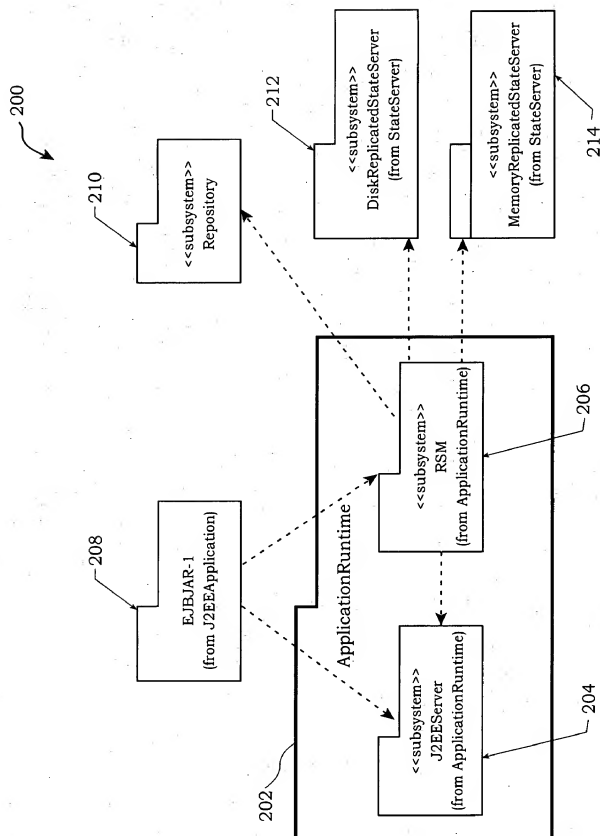 200
210
<<subsystem>>
Repository
212
<<subsystem>>
DiskReplicatedStateServer
(from StateServer)
<<subsystem>>
MemoryReplicatedStateServer
(from StateServer)
214
208
EJBJAR-1
(from J2EEApplication)
202
ApplicationRuntime
<<subsystem>>
RSM
(from ApplicationRuntime)
206
<<subsystem>>
J2EEServer
(from ApplicationRuntime)
204